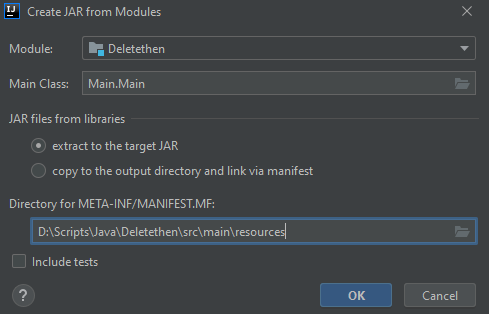 IJ Create JAR from Modules
Module: Deletethen
Main Class: Main.Main
JAR files from libraries
extract to the target JAR
copy to the output directory and link via manifest
Directory for META-INF/MANIFEST.MF:
D:\Scripts\Java\Deletethen\src\main\resources
Include tests
? OK Cancel